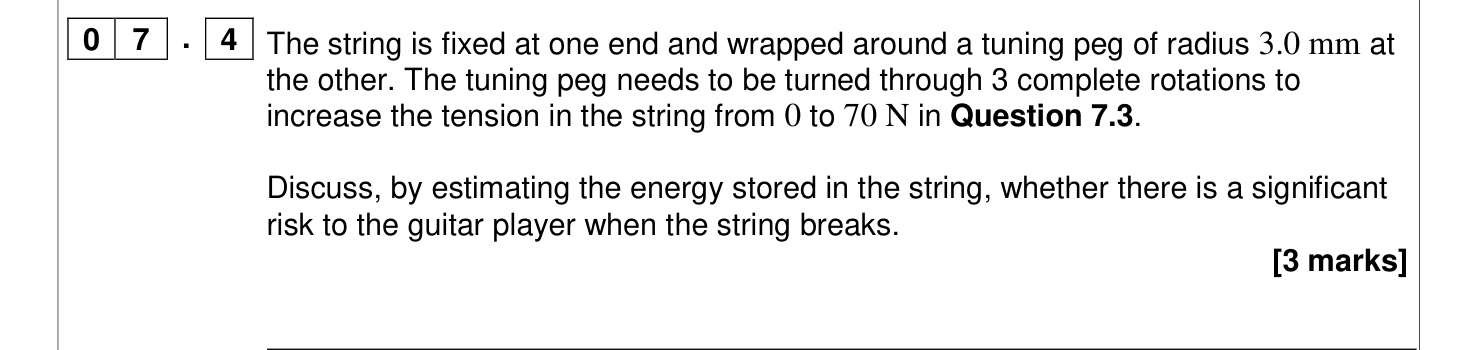 0 7 . 4 The string is fixed at one end and wrapped around a tuning peg of radius 3.0 mm at
the other. The tuning peg needs to be turned through 3 complete rotations to
increase the tension in the string from 0 to 70 N in Question 7.3.
Discuss, by estimating the energy stored in the string, whether there is a significant
risk to the guitar player when the string breaks.
[3 marks]